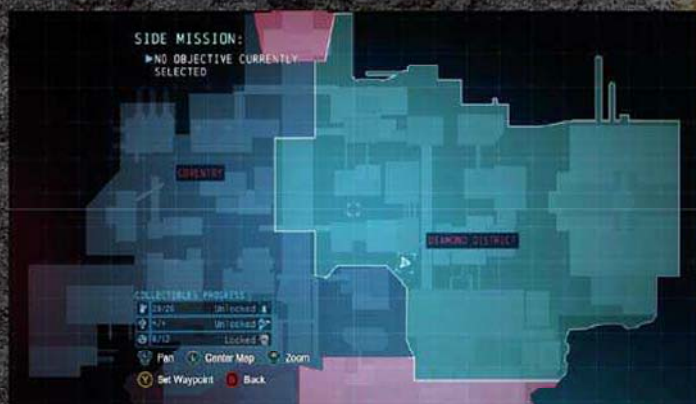 SIDE MISSION:
NO OBJECTIVE CURRENTLY
SELECTED
COVENTRY
DIAMOND DISTRICT
COLLECTIBLES PROGRESS
Unlocked
Unlocked
Locked
Pan L Center Map Zoom
Y Set Waypoint B Back